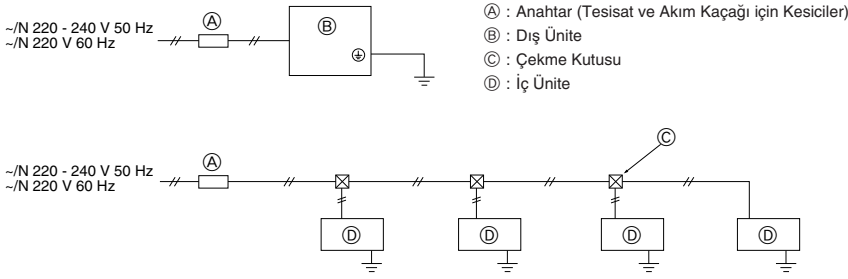 ~/N 220 - 240 V 50 Hz
~/N 220 V 60 Hz
Ⓐ
Ⓑ
Ⓐ : Anahtar (Tesisat ve Akım Kaçağı için Kesiciler)
Ⓑ : Dış Ünite
Ⓒ : Çekme Kutusu
Ⓓ : İç Ünite
~/N 220 - 240 V 50 Hz
~/N 220 V 60 Hz
Ⓐ
Ⓒ
Ⓓ Ⓓ Ⓓ Ⓓ